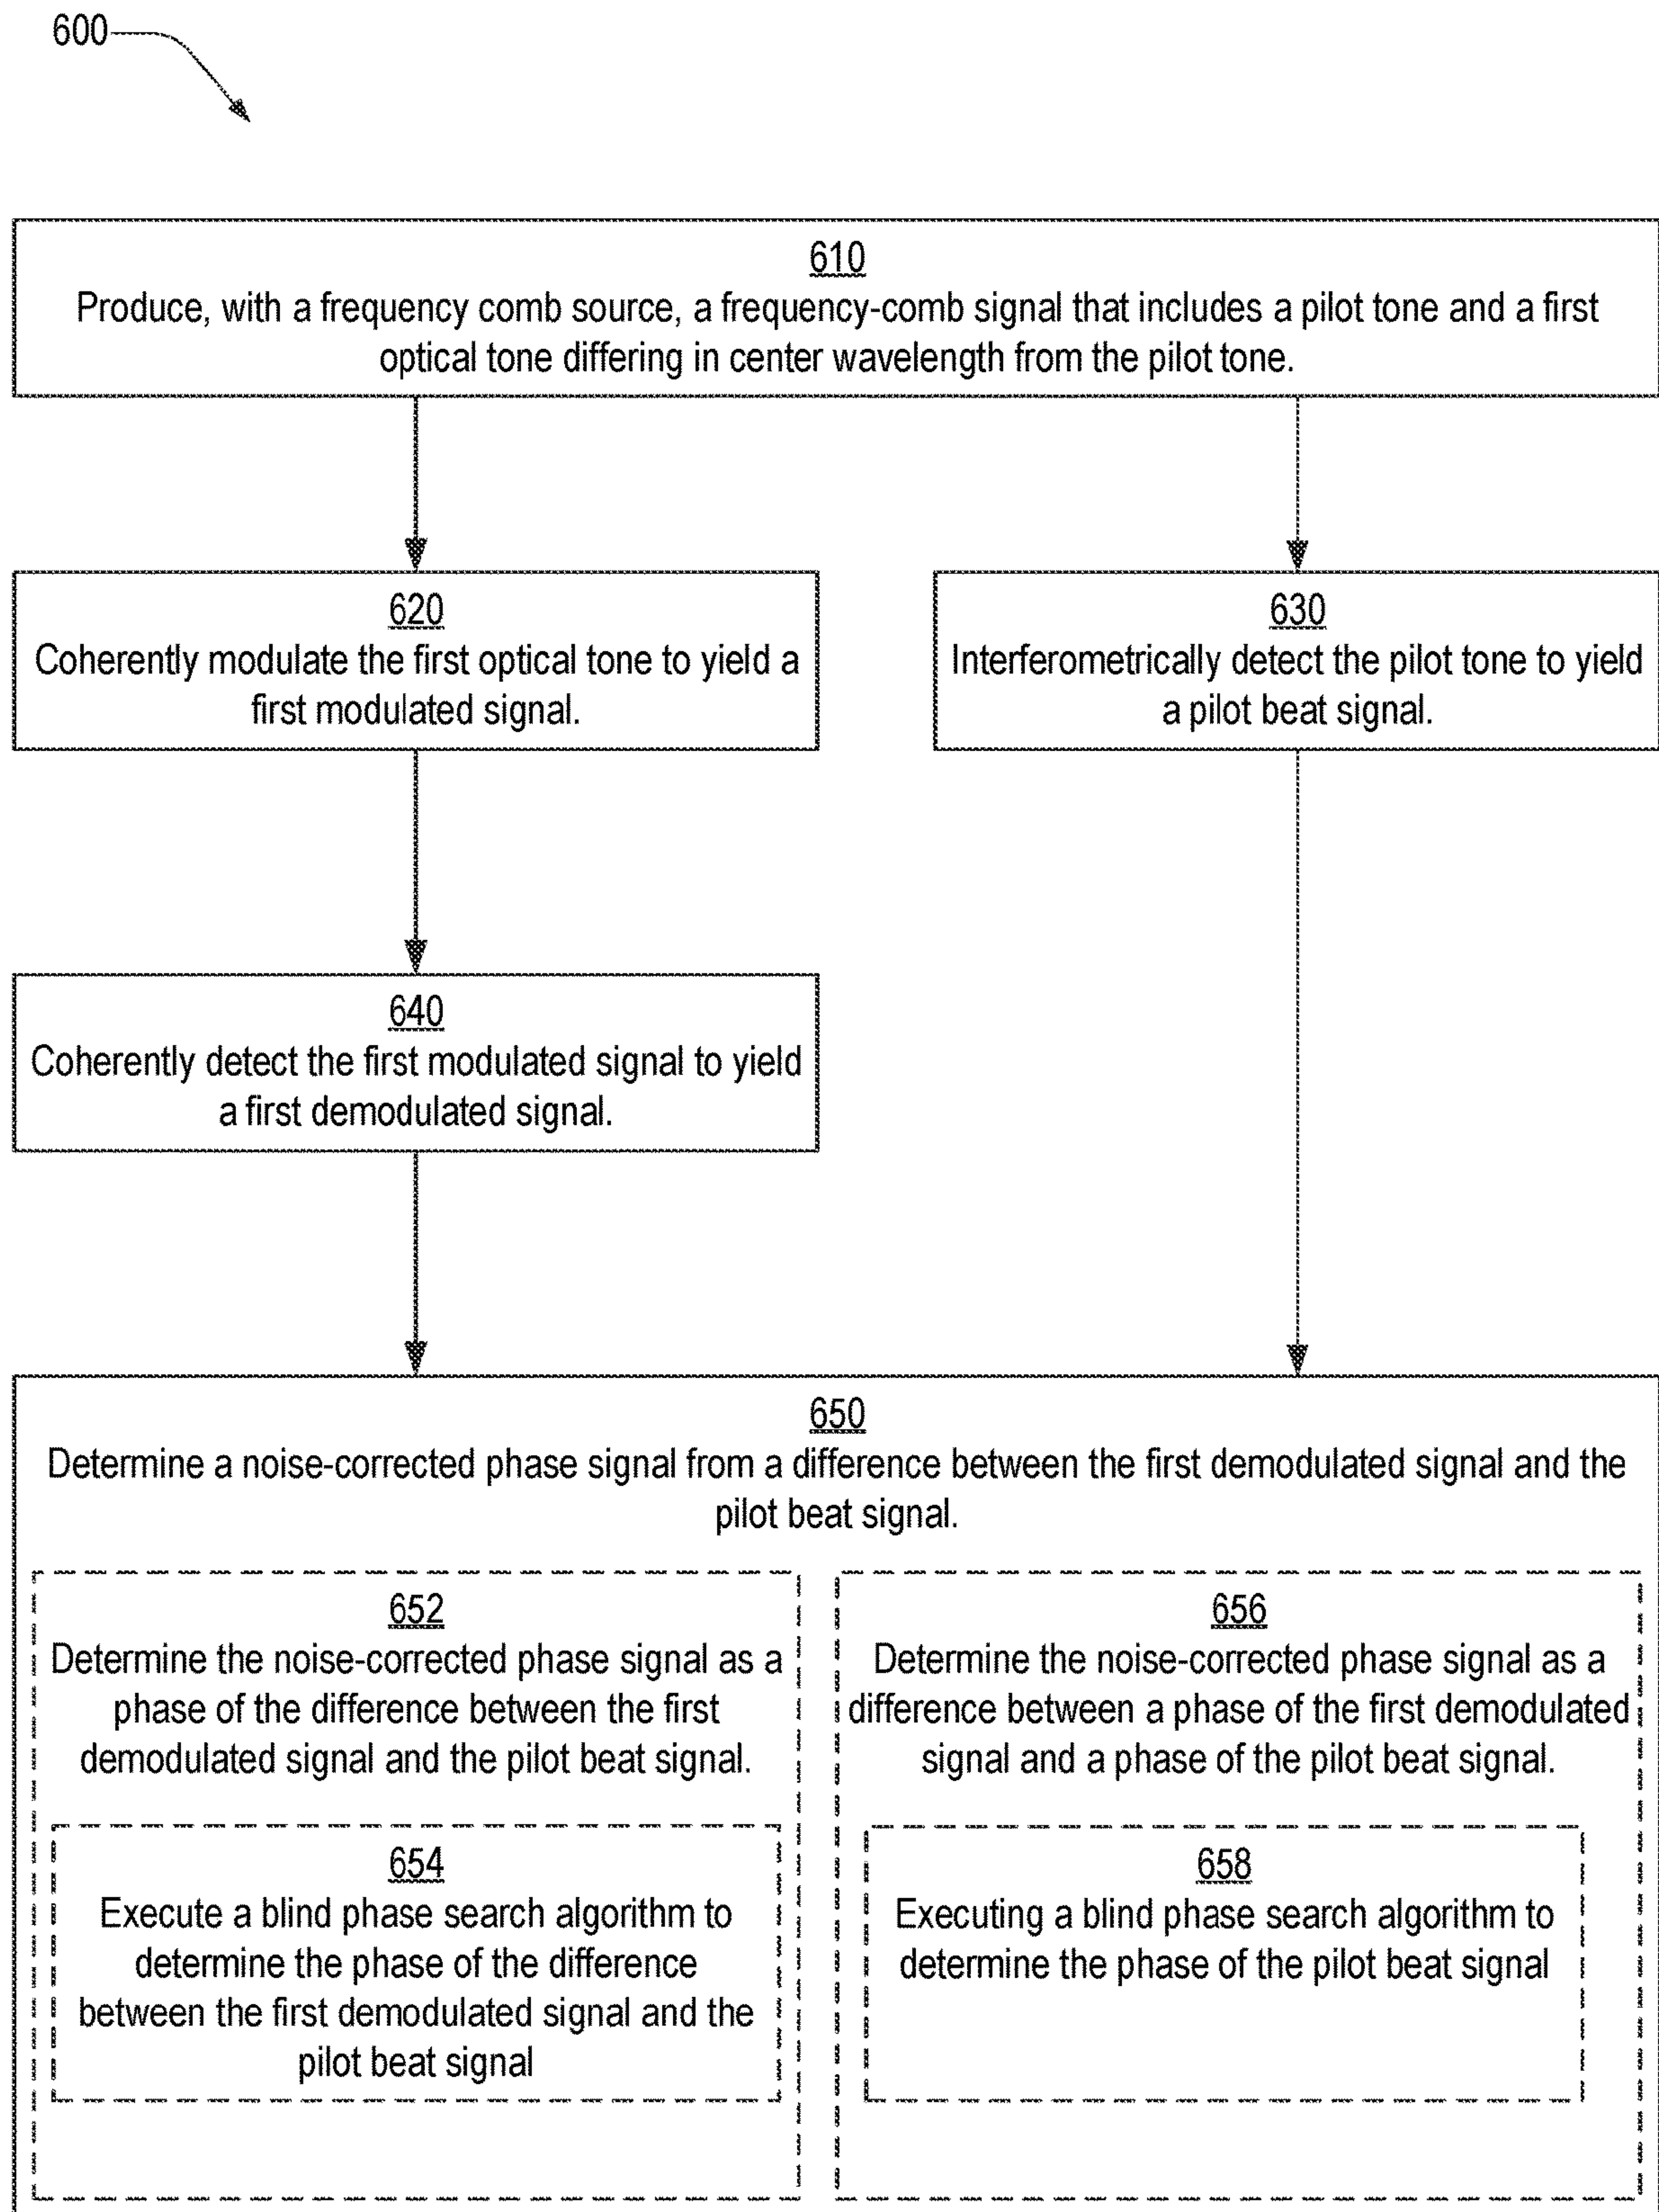 600
610
Produce, with a frequency comb source, a frequency-comb signal that includes a pilot tone and a first
optical tone differing in center wavelength from the pilot tone.
620
Coherently modulate the first optical tone to yield a
first modulated signal.
630
Interferometrically detect the pilot tone to yield
a pilot beat signal.
640
Coherently detect the first modulated signal to yield
a first demodulated signal.
650
Determine a noise-corrected phase signal from a difference between the first demodulated signal and the
pilot beat signal.
652
Determine the noise-corrected phase signal as a
phase of the difference between the first
demodulated signal and the pilot beat signal.
654
Execute a blind phase search algorithm to
determine the phase of the difference
between the first demodulated signal and the
pilot beat signal
656
Determine the noise-corrected phase signal as a
difference between a phase of the first demodulated
signal and a phase of the pilot beat signal.
658
Executing a blind phase search algorithm to
determine the phase of the pilot beat signal